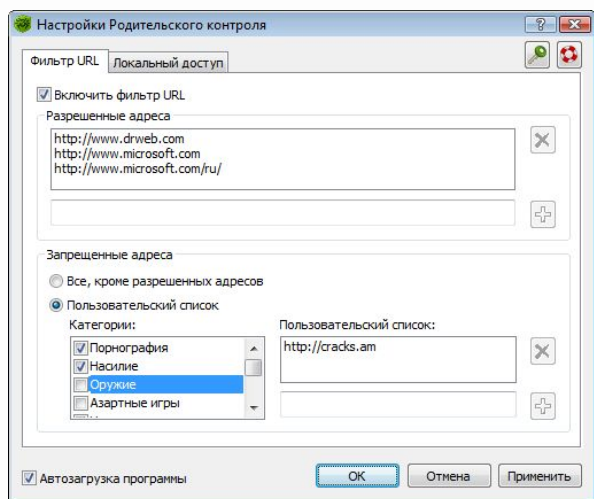 Настройки Родительского контроля
Фильтр URL
Локальный доступ
Включить фильтр URL
Разрешенные адреса
http://www.drweb.com
http://www.microsoft.com
http://www.microsoft.com/ru/
Запрещенные адреса
Все, кроме разрешенных адресов
Пользовательский список
Категории:
Порнография
Насилие
Оружие
Азартные игры
Пользовательский список:
http://cracks.am
Автозагрузка программы
OK
Отмена
Применить